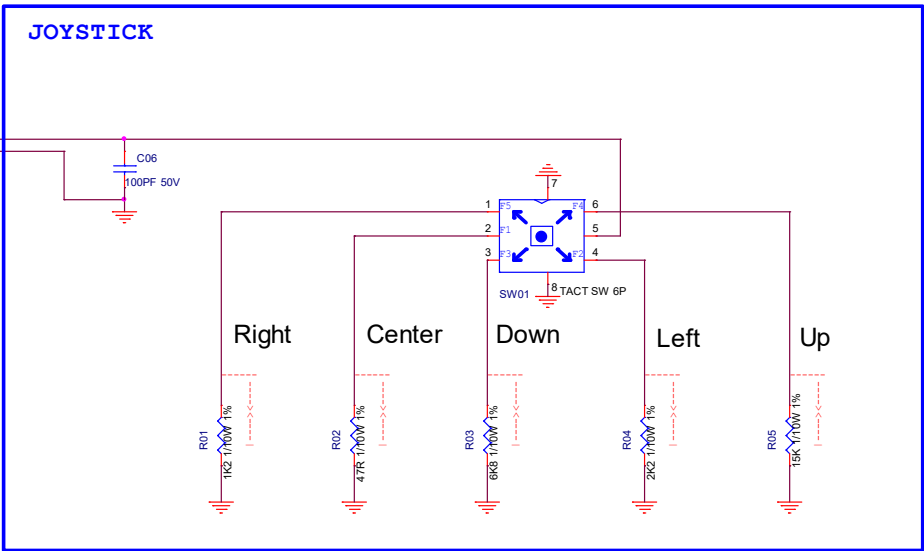 JOYSTICK
C06
100PF 50V
7
1 F5 F4 6
2 F1 5
3 F3 F2 4
SW01 8 TACT SW 6P
Right Center Down Left Up
R01 1K2 1/10W 1%
R02 47R 1/10W 1%
R03 6K8 1/10W 1%
R04 2K2 1/10W 1%
R05 15K 1/10W 1%